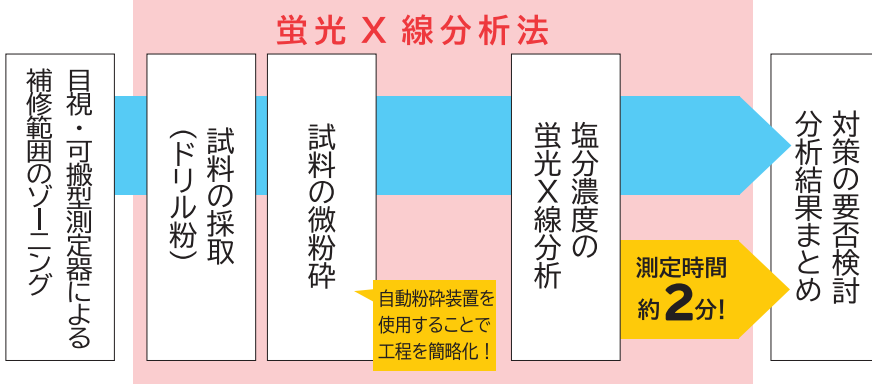 蛍光X線分析法
目視・可搬型測定器による
補修範囲のゾーニング
試料の採取
（ドリル粉）
試料の微粉砕
自動粉砕装置を
使用することで
工程を簡略化！
塩分濃度の
蛍光X線分析
測定時間
約2分!
対策の要否検討
分析結果まとめ